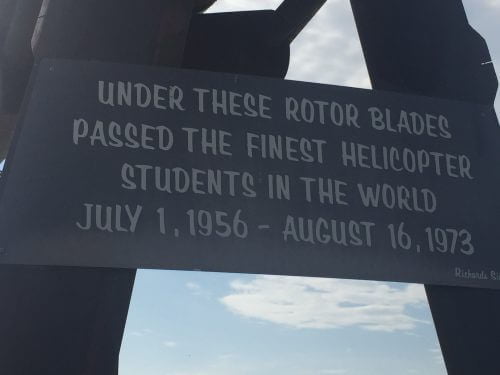 UNDER THESE ROTOR BLADES
PASSED THE FINEST HELICOPTER
STUDENTS IN THE WORLD
JULY 1, 1956 - AUGUST 16, 1973
Richards